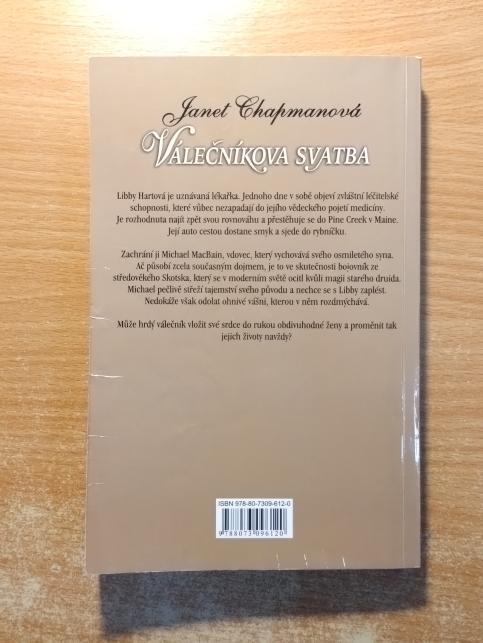 Janet Chapmanová
Válečníkova svatba
Libby Hartová je uznávaná lékařka. Jednoho dne v sobě objeví zvláštní léčitelské
schopnosti, které vůbec nezapadají do jejího vědeckého pojetí medicíny.
Je rozhodnuta najít zpět svou rovnováhu a přestěhuje se do Pine Creek v Maine.
Její auto cestou dostane smyk a sjede do rybníčku.
Zachrání ji Michael MacBain, vdovec, který vychovává svého osmiletého syna.
Ač působí zcela současným dojmem, je to ve skutečnosti bojovník ze
středověkého Skotska, který se v moderním světě ocitl kvůli magii starého druida.
Michael pečlivě střeží tajemství svého původu a nechce se s Libby zaplést.
Nedokáže však odolat ohnivé vášni, kterou v něm rozdmýchává.
Může hrdý válečník vložit své srdce do rukou obdivuhodné ženy a proměnit tak
jejich životy navždy?
ISBN 978-80-7309-612-0
9788073096120